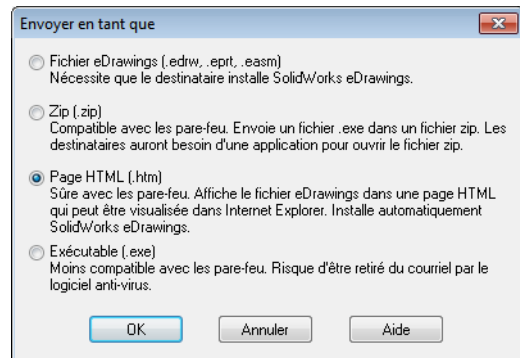 Envoyer en tant que
Fichier eDrawings (.edrw, .eprt, .easm)
Nécessite que le destinataire installe SolidWorks eDrawings.
Zip (.zip)
Compatible avec les pare-feu. Envoie un fichier .exe dans un fichier zip. Les
destinataires auront besoin d'une application pour ouvrir le fichier zip.
Page HTML (.htm)
Sûre avec les pare-feu. Affiche le fichier eDrawings dans une page HTML
qui peut être visualisée dans Internet Explorer. Installe automatiquement
SolidWorks eDrawings.
Exécutable (.exe)
Moins compatible avec les pare-feu. Risque d'être retiré du courriel par le
logiciel anti-virus.
OK Annuler Aide